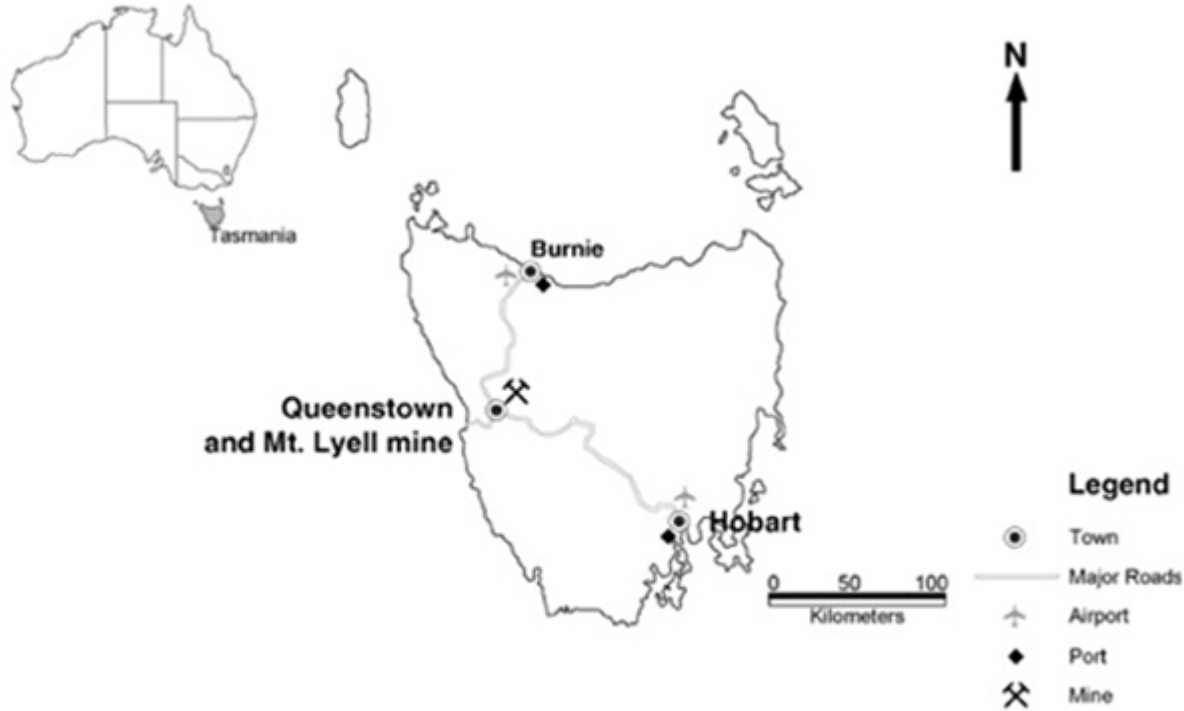 N
Tasmania
Burnie
Queenstown
and Mt. Lyell mine
Hobart
0 50 100
Kilometers
Legend
Town
Major Roads
Airport
Port
Mine